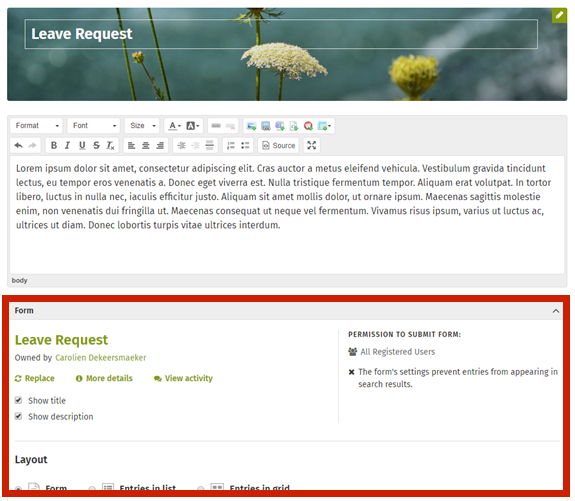 Leave Request
Format Font Size A A
B I U S Tx Source
Lorem ipsum dolor sit amet, consectetur adipiscing elit. Cras auctor a metus eleifend vehicula. Vestibulum gravida tincidunt
lectus, eu tempor eros venenatis a. Donec eget viverra est. Nulla tristique fermentum tempor. Aliquam erat volutpat. In tortor
libero, luctus in nulla nec, iaculis efficitur justo. Aliquam sit amet mollis dolor, ut ornare ipsum. Maecenas sagittis molestie
enim, non venenatis dui fringilla ut. Maecenas consequat ut neque vel fermentum. Vivamus risus ipsum, varius ut luctus ac,
ultrices ut diam. Donec lobortis turpis vitae ultrices interdum.
body
Form
Leave Request
Owned by Carolien Dekeersmaeker
Replace More details View activity
Show title
Show description
PERMISSION TO SUBMIT FORM:
All Registered Users
The form's settings prevent entries from appearing in
search results.
Layout
Form Entries in list Entries in grid